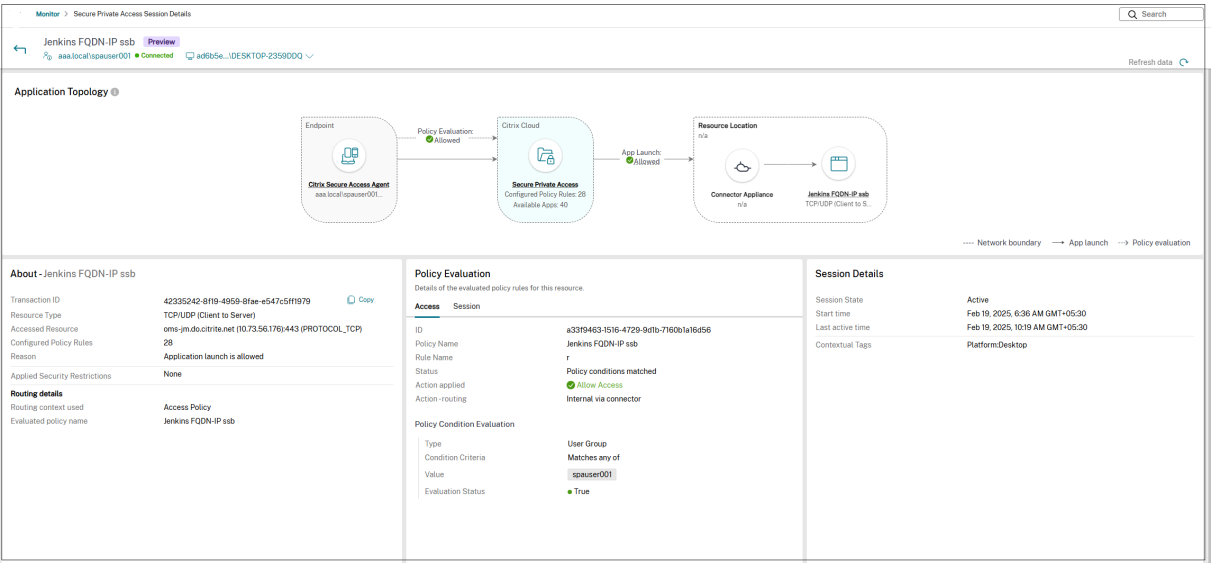 Monitor > Secure Private Access Session Details
Search
Jenkins FQDN-IP ssb Preview
aaa.local\spauser001 Connected ad6b5e...\DESKTOP-2359DDQ
Refresh data
Application Topology
Endpoint
Citrix Secure Access Agent
aaa.local\spauser001...
Policy Evaluation:
Allowed
Citrix Cloud
Secure Private Access
Configured Policy Rules: 28
Available Apps: 40
App Launch:
Allowed
Resource Location
n/a
Connector Appliance
n/a
Jenkins FQDN-IP ssb
TCP/UDP (Client to S...
Network boundary App launch Policy evaluation
About - Jenkins FQDN-IP ssb
Transaction ID 42335242-8f19-4959-8fae-e547c5ff1979 Copy
Resource Type TCP/UDP (Client to Server)
Accessed Resource oms-jm.do.citrite.net (10.73.56.176):443 (PROTOCOL_TCP)
Configured Policy Rules 28
Reason Application launch is allowed
Applied Security Restrictions None
Routing details
Routing context used Access Policy
Evaluated policy name Jenkins FQDN-IP ssb
Policy Evaluation
Details of the evaluated policy rules for this resource.
Access Session
ID a33f9463-1516-4729-9d1b-7160b1a16d56
Policy Name Jenkins FQDN-IP ssb
Rule Name r
Status Policy conditions matched
Action applied Allow Access
Action-routing Internal via connector
Policy Condition Evaluation
Type User Group
Condition Criteria Matches any of
Value spauser001
Evaluation Status True
Session Details
Session State Active
Start time Feb 19, 2025, 6:36 AM GMT+05:30
Last active time Feb 19, 2025, 10:19 AM GMT+05:30
Contextual Tags Platform:Desktop